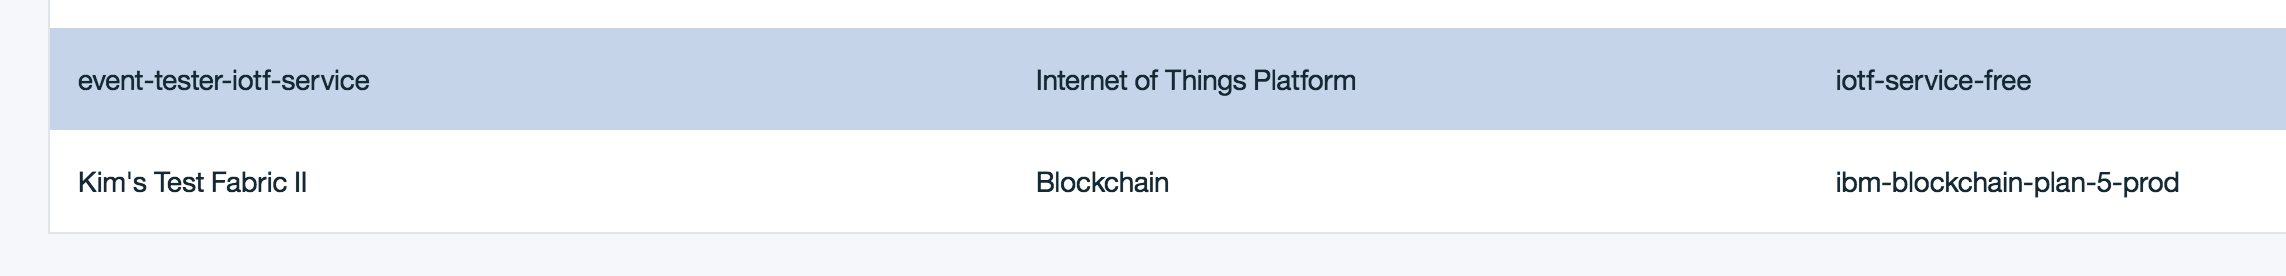 event-tester-iotf-service Internet of Things Platform iotf-service-free
Kim's Test Fabric II Blockchain ibm-blockchain-plan-5-prod